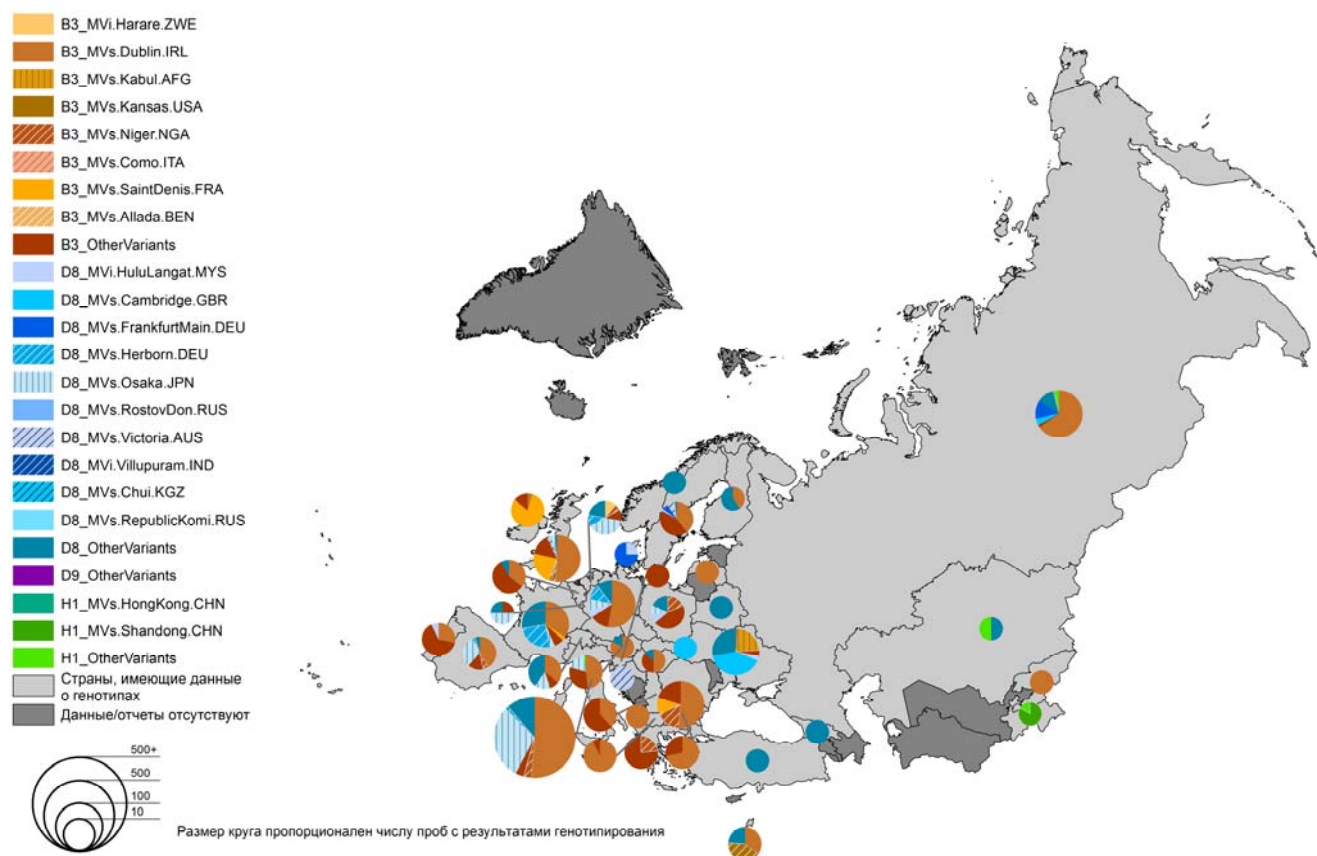 B3_MVi.Harare.ZWE
B3_MVs.Dublin.IRL
B3_MVs.Kabul.AFG
B3_MVs.Kansas.USA
B3_MVs.Niger.NGA
B3_MVs.Como.ITA
B3_MVs.SaintDenis.FRA
B3_MVs.Allada.BEN
B3_OtherVariants
D8_MVi.HuluLangat.MYS
D8_MVs.Cambridge.GBR
D8_MVs.FrankfurtMain.DEU
D8_MVs.Herborn.DEU
D8_MVs.Osaka.JPN
D8_MVs.RostovDon.RUS
D8_MVs.Victoria.AUS
D8_MVi.Villupuram.IND
D8_MVs.Chui.KGZ
D8_MVs.RepublicKomi.RUS
D8_OtherVariants
D9_OtherVariants
H1_MVs.HongKong.CHN
H1_MVs.Shandong.CHN
H1_OtherVariants
Страны, имеющие данные
о генотипах
Данные/отчеты отсутствуют
500+
500
100
10
Размер круга пропорционален числу проб с результатами генотипирования